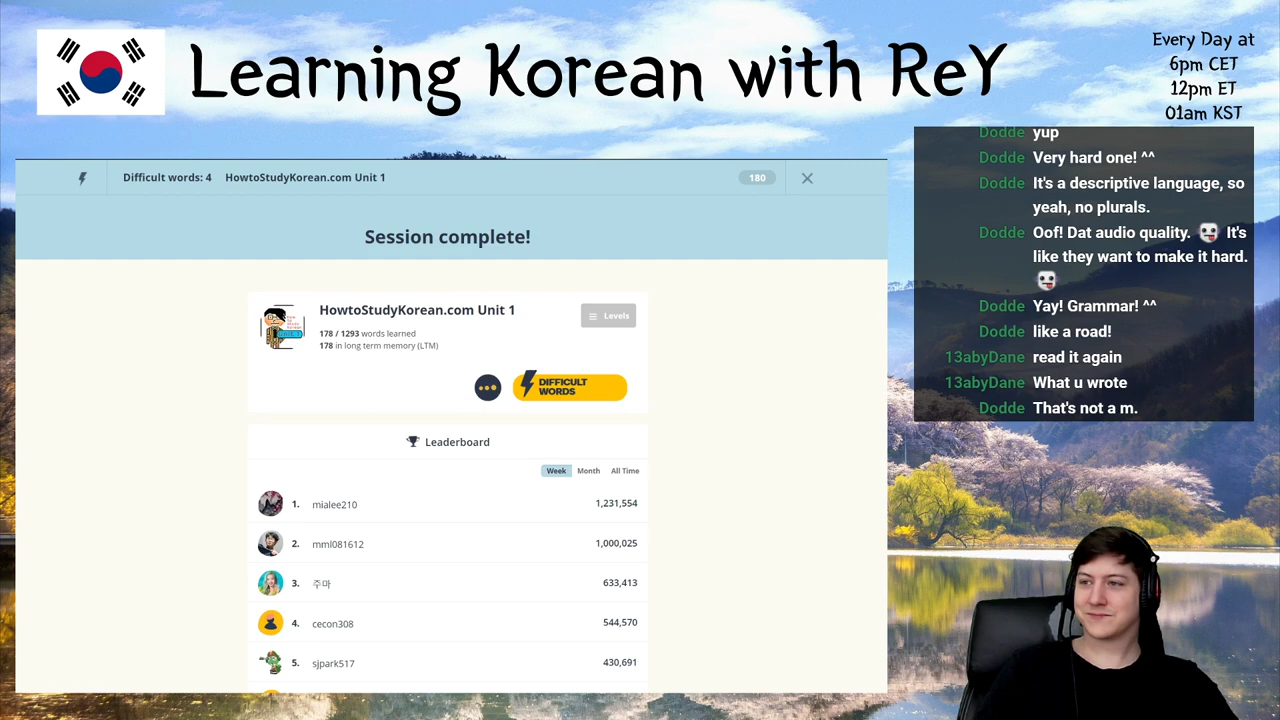 Learning Korean with ReY
Every Day at
6pm CET
12pm ET
01am KST
Difficult words: 4 HowtoStudyKorean.com Unit 1
180
Session complete!
HowtoStudyKorean.com Unit 1
178 / 1293 words learned
178 in long term memory (LTM)
Levels
DIFFICULT
WORDS
Leaderboard
Week Month All Time
1. mialee210 1,231,554
2. mml081612 1,000,025
3. 주마 633,413
4. cecon308 544,570
5. sjpark517 430,691
Dodde yup
Dodde Very hard one! ^^
Dodde It's a descriptive language, so
yeah, no plurals.
Dodde Oof! Dat audio quality. It's
like they want to make it hard.
Dodde Yay! Grammar! ^^
Dodde like a road!
13abyDane read it again
13abyDane What u wrote
Dodde That's not a m.